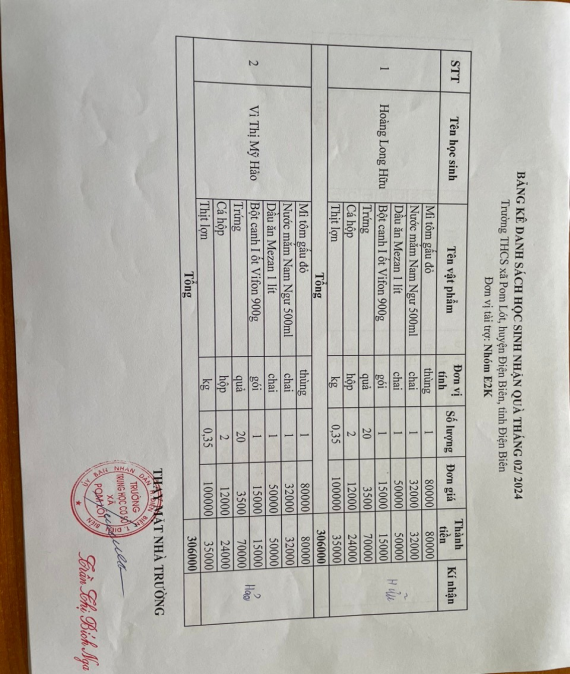 BẢNG KÊ DANH SÁCH HỌC SINH NHẬN QUÀ THÁNG 02/ 2024
Trường THCS xã Pom Lót, huyện Điện Biên, tỉnh Điện Biên
Đơn vị tài trợ: Nhóm E2K
STT Tên học sinh Tên vật phẩm Đơn vị tính Số lượng Đơn giá Thành tiền Kí nhận
1 Hoàng Long Hữu Hữu
Mì tôm gấu đỏ thùng 1 80000 80000
Nước mắm Nam Ngư 500ml chai 1 32000 32000
Dầu ăn Mezan 1 lít chai 1 50000 50000
Bột canh I ốt Vifon 900g gói 1 15000 15000
Trứng quả 20 3500 70000
Cá hộp hộp 2 12000 24000
Thịt lợn kg 0,35 100000 35000
Tổng 306000
2 Vì Thị Mỹ Hảo Hảo
Mì tôm gấu đỏ thùng 1 80000 80000
Nước mắm Nam Ngư 500ml chai 1 32000 32000
Dầu ăn Mezan 1 lít chai 1 50000 50000
Bột canh I ốt Vifon 900g gói 1 15000 15000
Trứng quả 20 3500 70000
Cá hộp hộp 2 12000 24000
Thịt lợn kg 0,35 100000 35000
Tổng 306000
THAY MẶT NHÀ TRƯỜNG
TRƯỜNG
TRUNG HỌC CƠ SỞ
XÃ
POM LÓT
Trần Thị Bích Nga